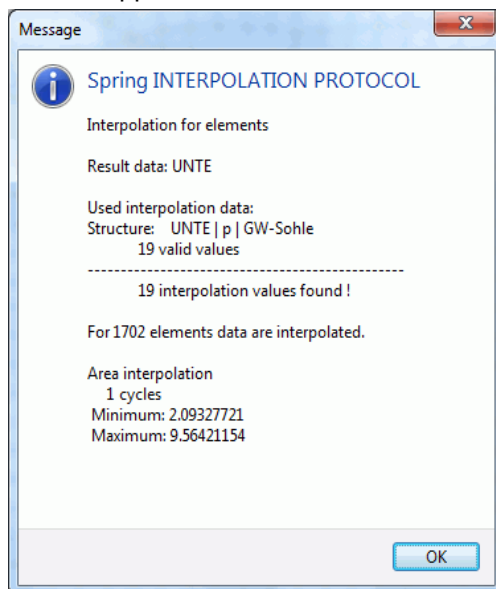 Message
Spring INTERPOLATION PROTOCOL
Interpolation for elements
Result data: UNTE
Used interpolation data:
Structure: UNTE | p | GW-Sohle
19 valid values
------------------------------------------------
19 interpolation values found !
For 1702 elements data are interpolated.
Area interpolation
1 cycles
Minimum: 2.09327721
Maximum: 9.56421154
OK